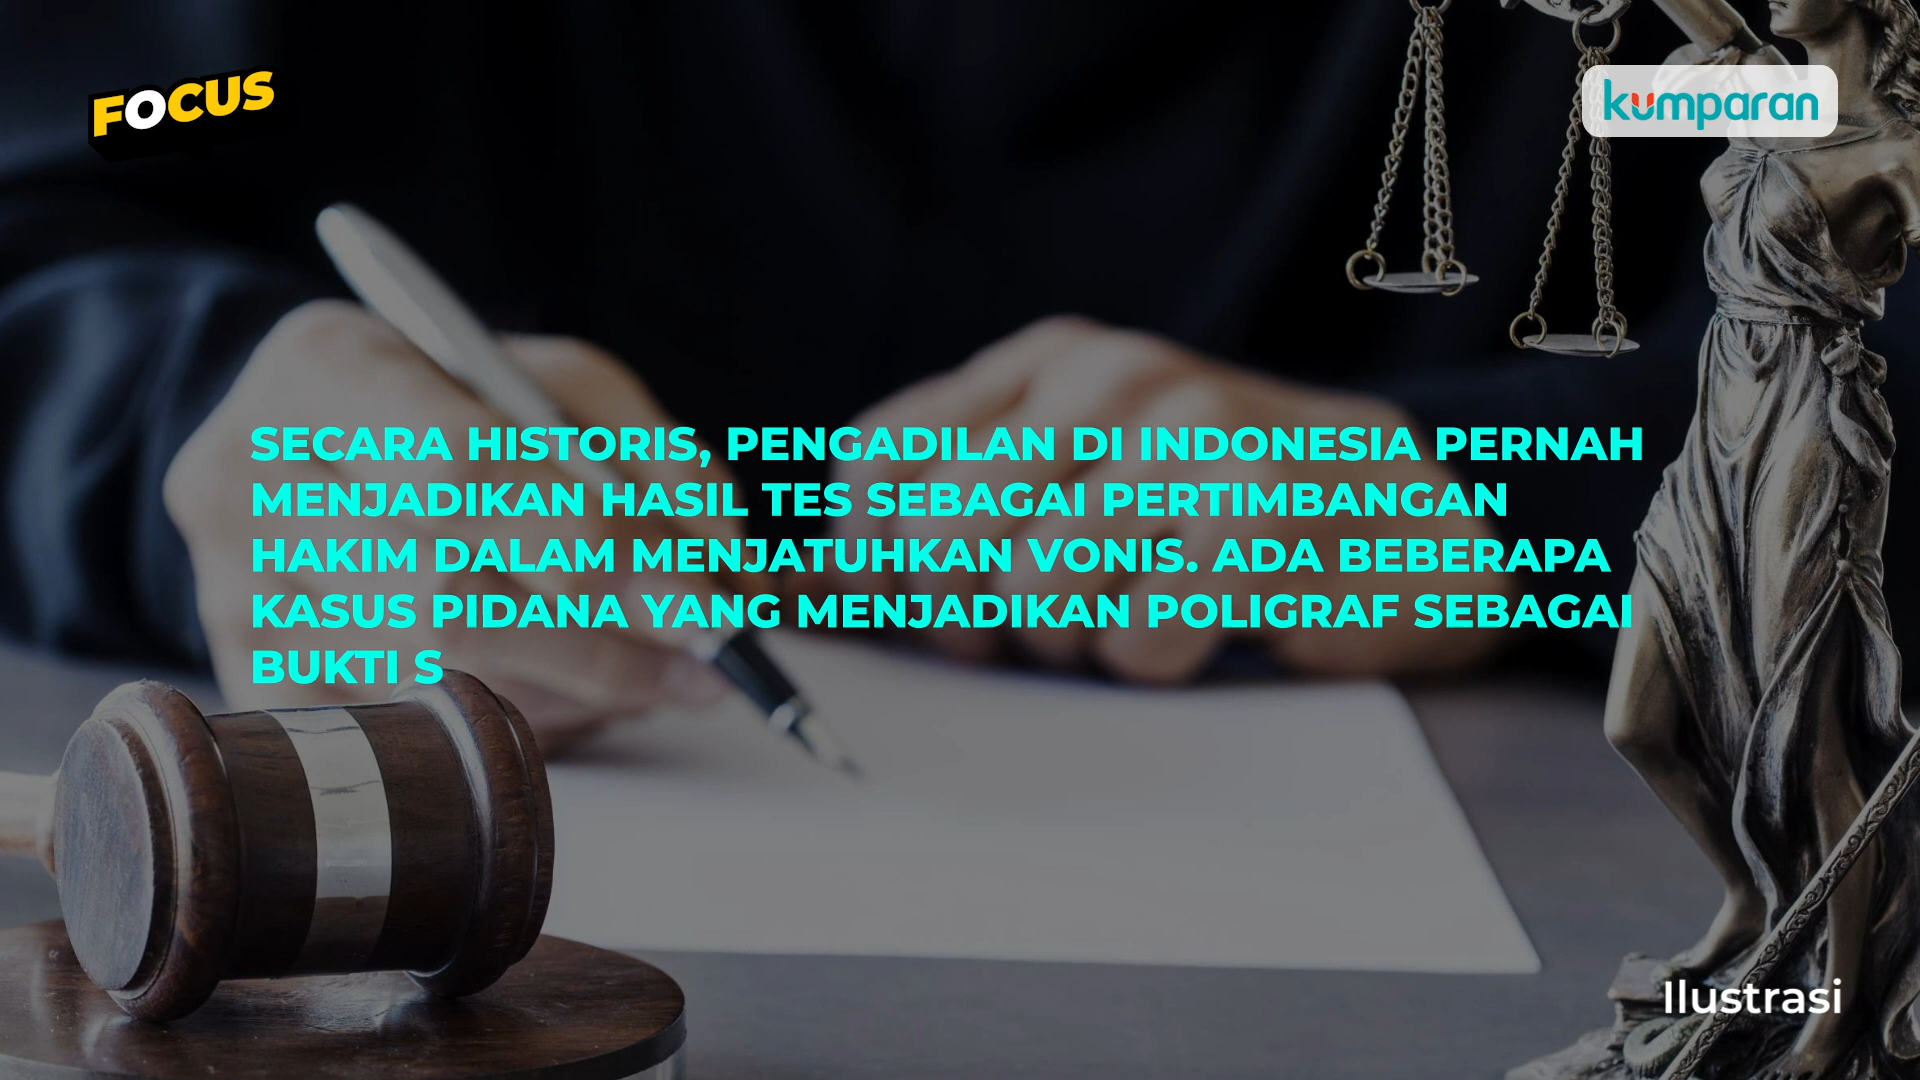 FOCUS
kumparan
SECARA HISTORIS, PENGADILAN DI INDONESIA PERNAH
MENJADIKAN HASIL TES SEBAGAI PERTIMBANGAN
HAKIM DALAM MENJATUHKAN VONIS. ADA BEBERAPA
KASUS PIDANA YANG MENJADIKAN POLIGRAF SEBAGAI
BUKTI S
Ilustrasi